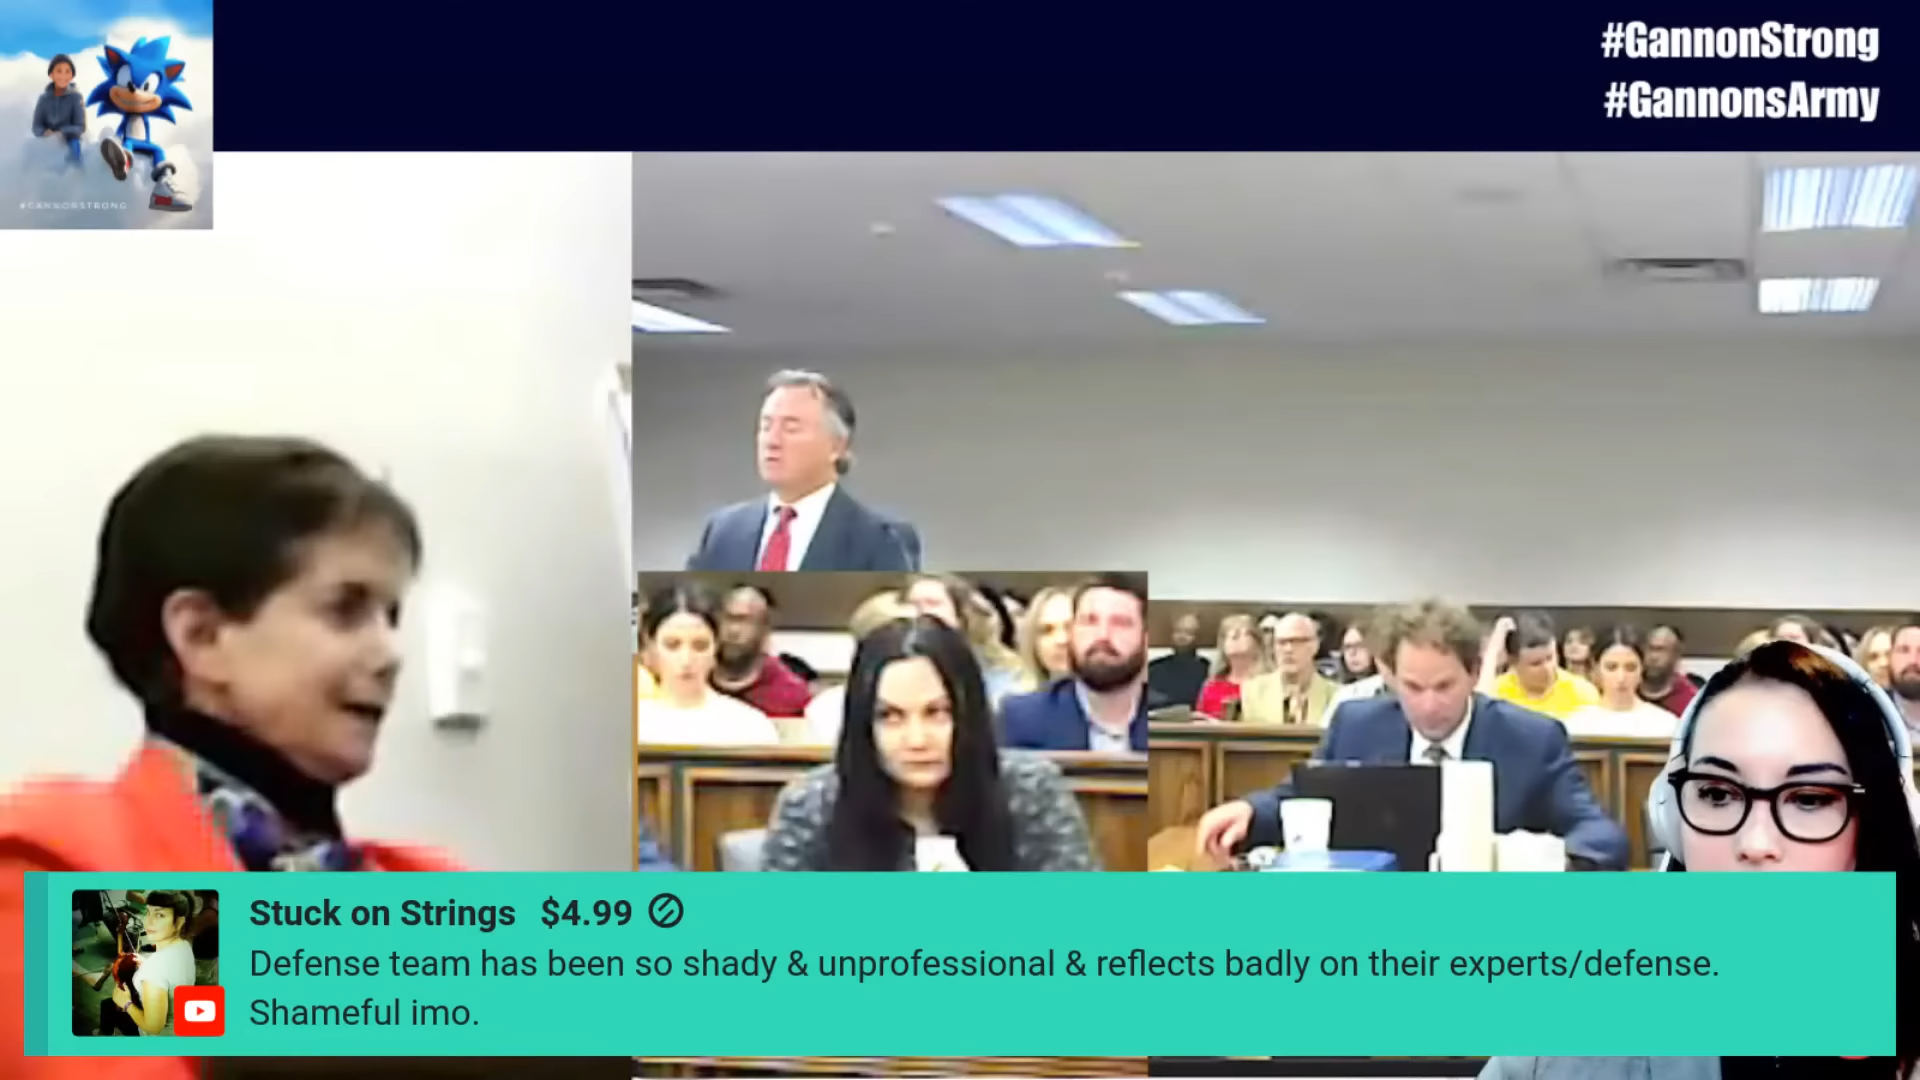 #GannonStrong
#GannonsArmy
#GANNONSTRONG
Stuck on Strings $4.99
Defense team has been so shady & unprofessional & reflects badly on their experts/defense.
Shameful imo.